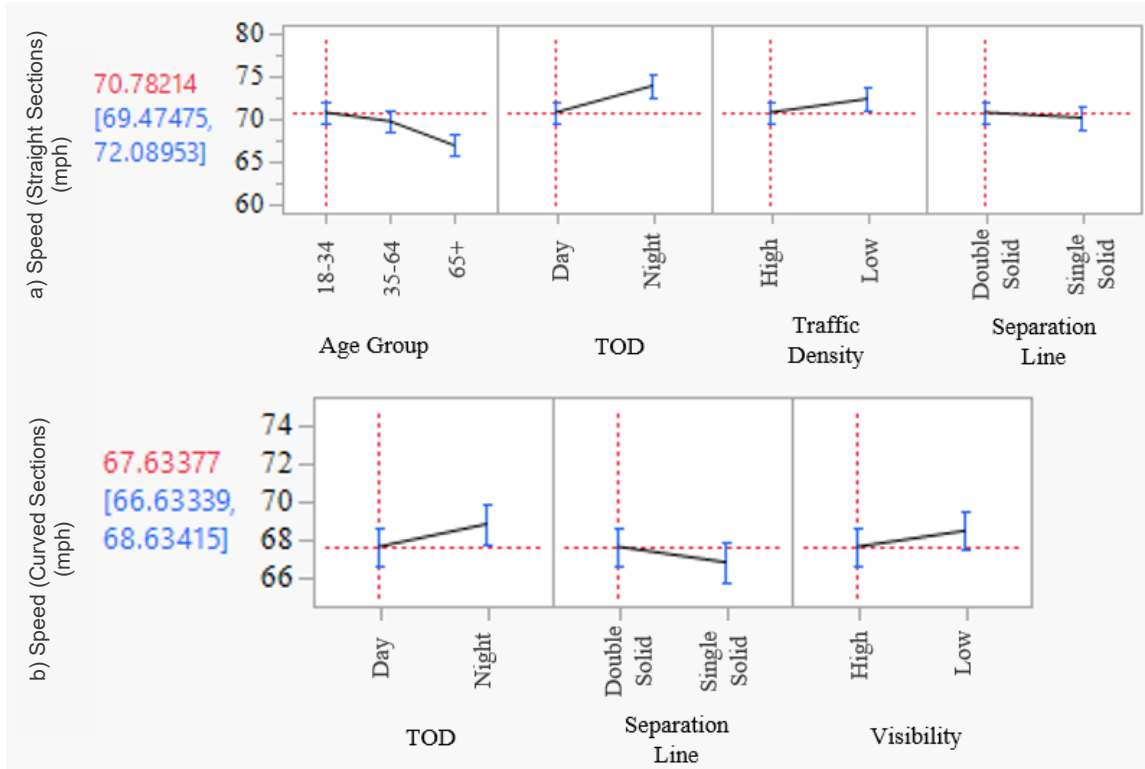 a) Speed (Straight Sections)
(mph)
70.78214
[69.47475,
72.08953]
80
75
70
65
60
18-34
35-64
65+
Day
Night
High
Low
Double
Solid
Single
Solid
Age Group
TOD
Traffic
Density
Separation
Line
b) Speed (Curved Sections)
(mph)
67.63377
[66.63339,
68.63415]
74
72
70
68
66
Day
Night
Double
Solid
Single
Solid
High
Low
TOD
Separation
Line
Visibility